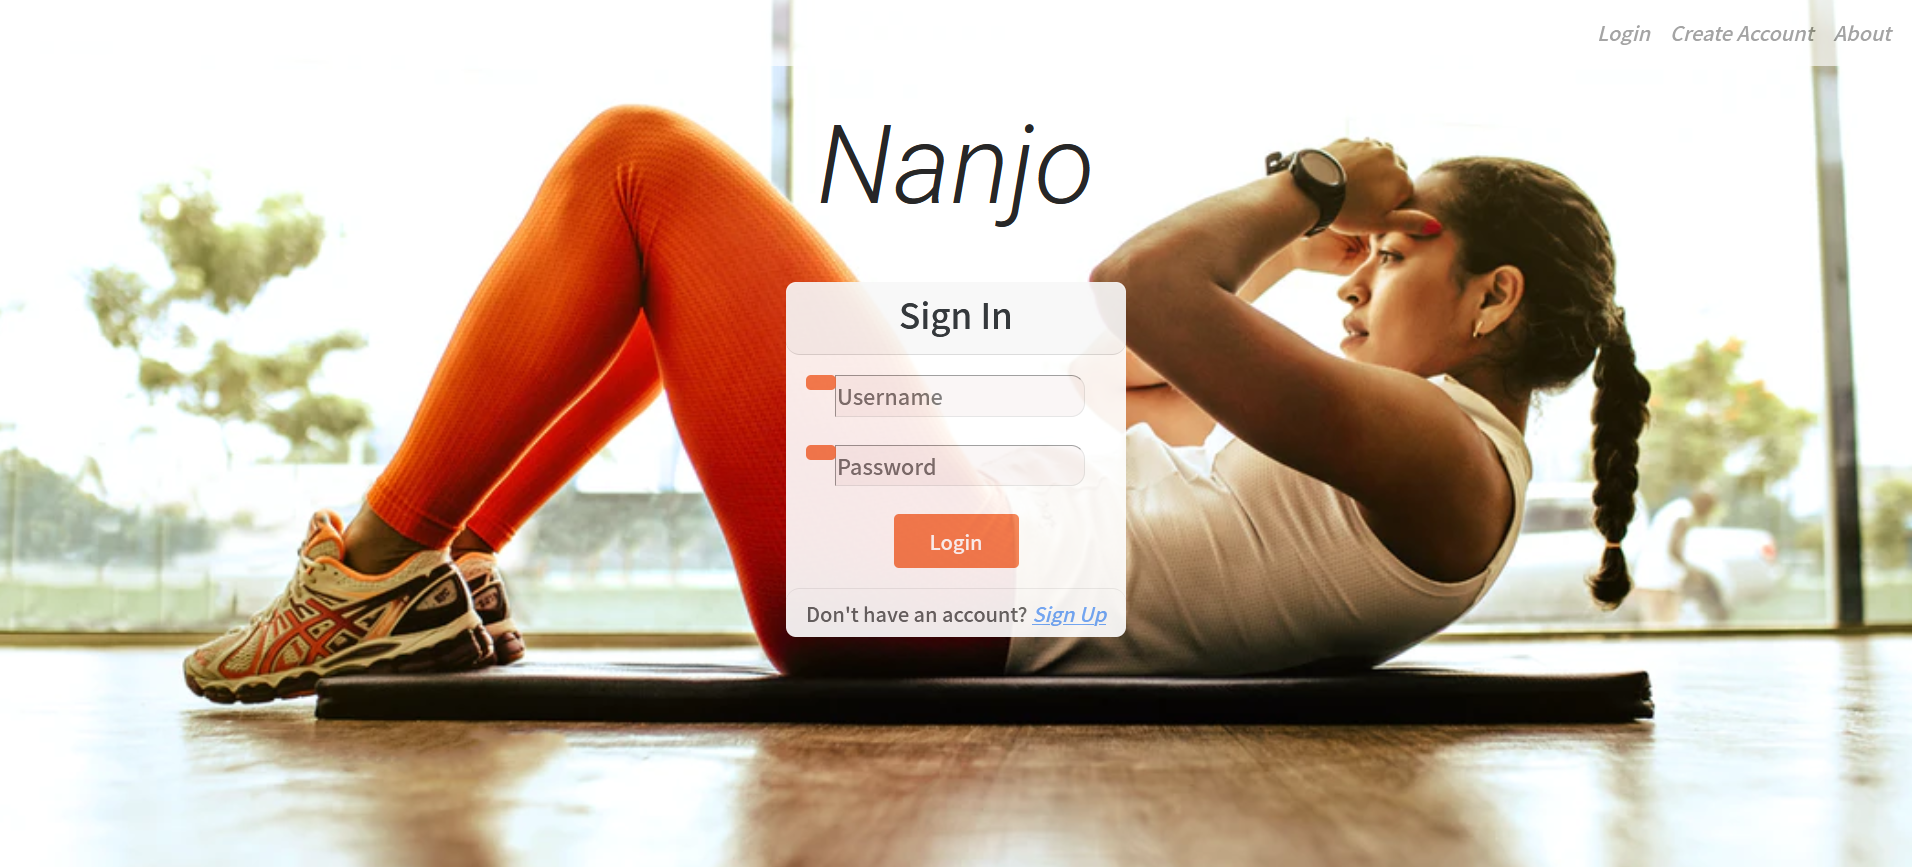 Login Create Account About
Nanjo
Sign In
Username
Password
Login
Don't have an account? Sign Up